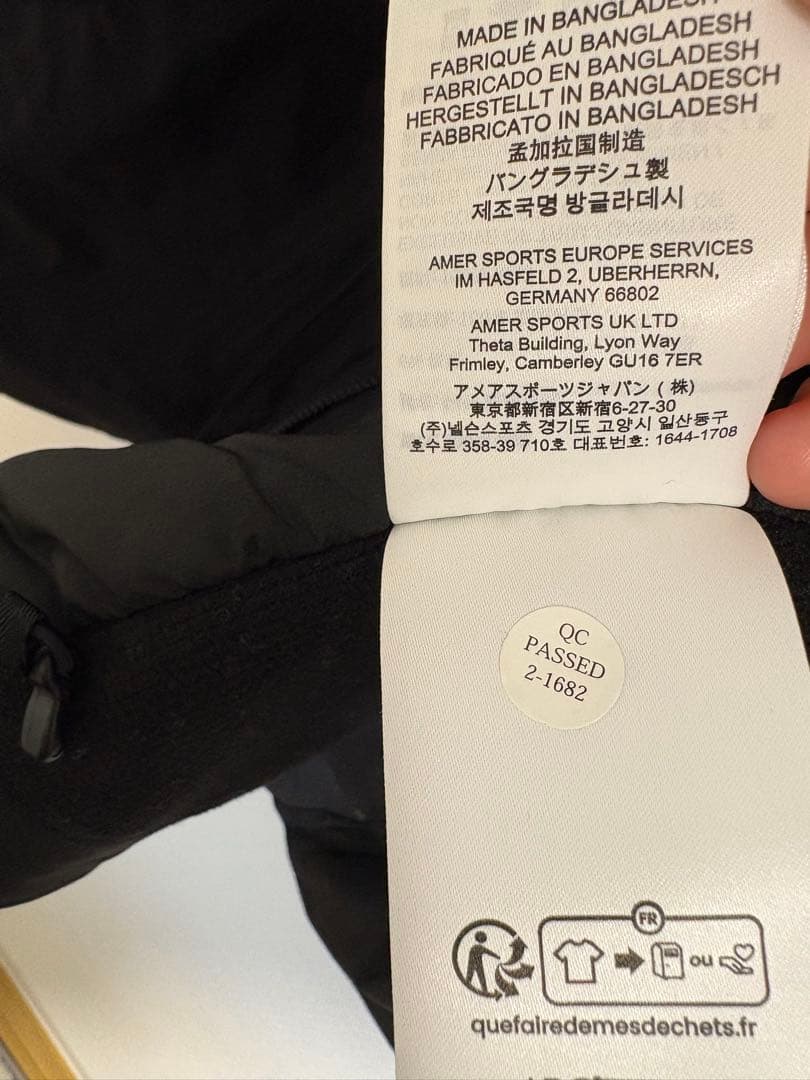 MADE IN BANGLADESH
FABRIQUÉ AU BANGLADESH
FABRICADO EN BANGLADESH
HERGESTELLT IN BANGLADESCH
FABBRICATO IN BANGLADESH
孟加拉国制造
バングラデシュ製
제조국명 방글라데시
AMER SPORTS EUROPE SERVICES
IM HASFELD 2, UBERHERRN,
GERMANY 66802
AMER SPORTS UK LTD
Theta Building, Lyon Way
Frimley, Camberley GU16 7ER
アメアスポーツジャパン ( 株)
東京都新宿区新宿6-27-30
(주)넬슨스포츠 경기도 고양시 일산동구
호수로 358-39 710호 대표번호: 1644-1708
QC
PASSED
2-1682
FR
ou
quefairedemesdechets.fr